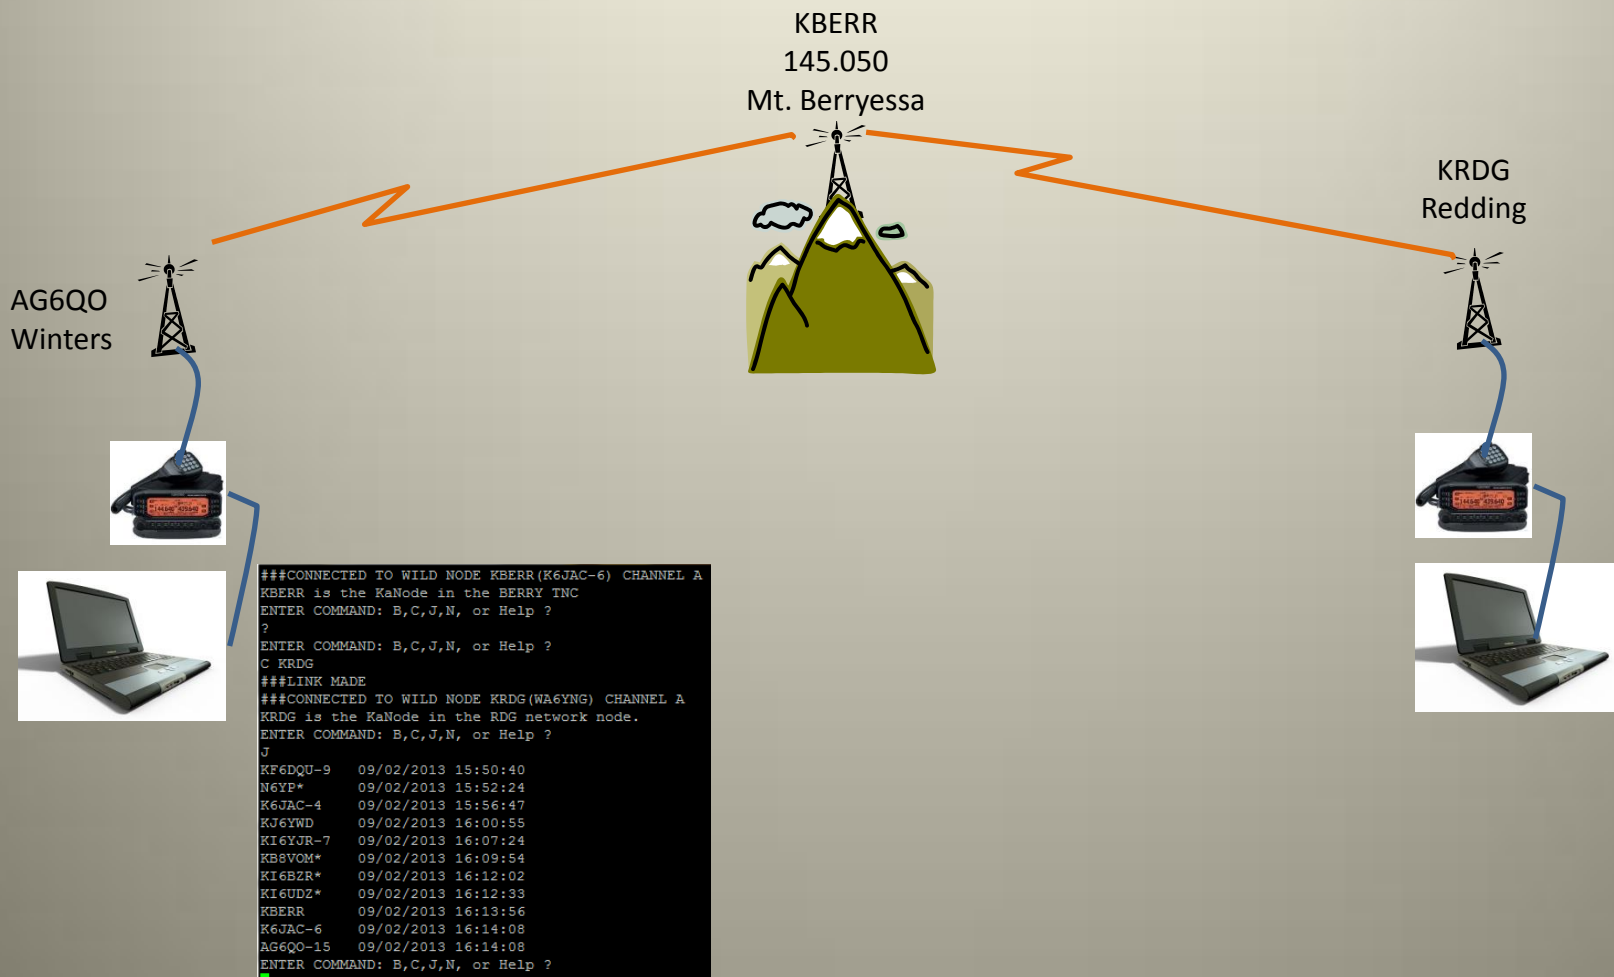 KBERR
145.050
Mt. Berryessa
KRDG
Redding
AG6QO
Winters
###CONNECTED TO WILD NODE KBERR(K6JAC-6) CHANNEL A
KBERR is the KaNode in the BERRY TNC
ENTER COMMAND: B,C,J,N, or Help ?
?
ENTER COMMAND: B,C,J,N, or Help ?
C KRDG
###LINK MADE
###CONNECTED TO WILD NODE KRDG(WA6YNG) CHANNEL A
KRDG is the KaNode in the RDG network node.
ENTER COMMAND: B,C,J,N, or Help ?
J
KF6DQU-9 09/02/2013 15:50:40
N6YP* 09/02/2013 15:52:24
K6JAC-4 09/02/2013 15:56:47
KJ6YWD 09/02/2013 16:00:55
KI6YJR-7 09/02/2013 16:07:24
KB8VOM* 09/02/2013 16:09:54
KI6BZR* 09/02/2013 16:12:02
KI6UDZ* 09/02/2013 16:12:33
KBERR 09/02/2013 16:13:56
K6JAC-6 09/02/2013 16:14:08
AG6QO-15 09/02/2013 16:14:08
ENTER COMMAND: B,C,J,N, or Help ?